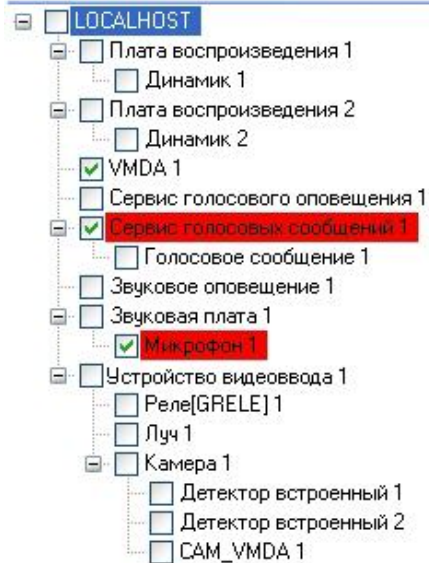 LOCALHOST
Плата воспроизведения 1
Динамик 1
Плата воспроизведения 2
Динамик 2
VMDA 1
Сервис голосового оповещения 1
Сервис голосовых сообщений 1
Голосовое сообщение 1
Звуковое оповещение 1
Звуковая плата 1
Микрофон 1
Устройство видеоввода 1
Реле[GRELE] 1
Луч 1
Камера 1
Детектор встроенный 1
Детектор встроенный 2
CAM_VMDA 1